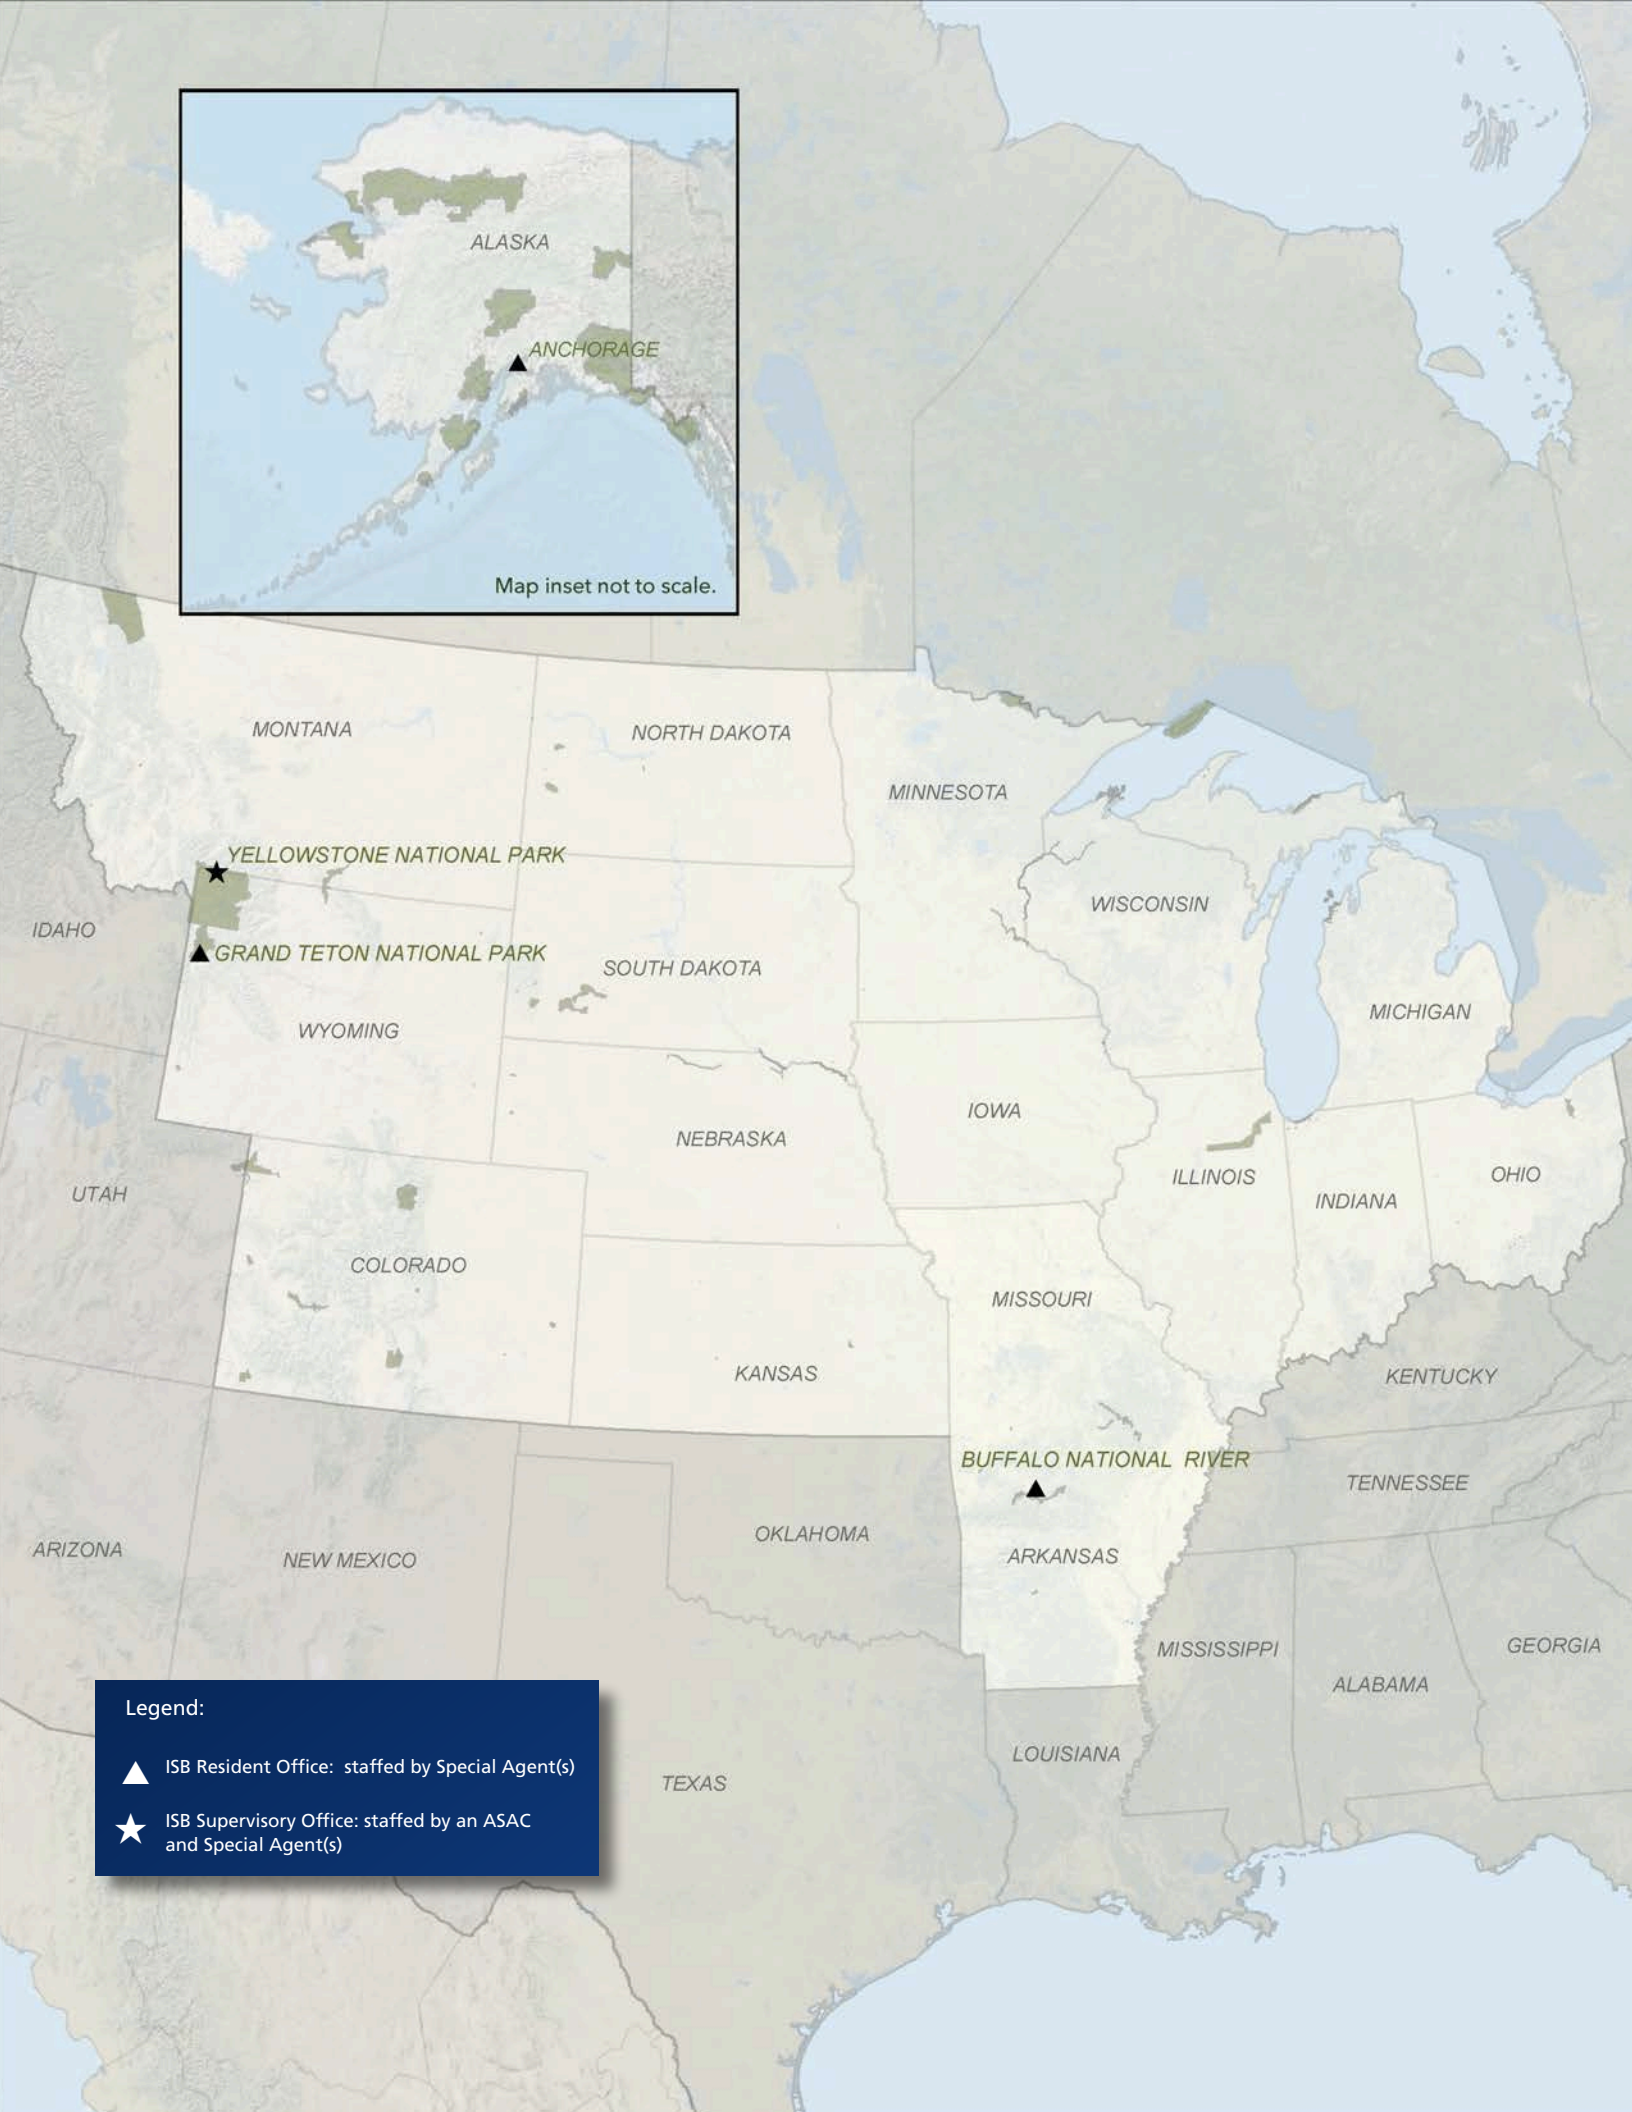 ALASKA
ANCHORAGE
Map inset not to scale.
MONTANA
NORTH DAKOTA
MINNESOTA
YELLOWSTONE NATIONAL PARK
WISCONSIN
IDAHO
GRAND TETON NATIONAL PARK
SOUTH DAKOTA
MICHIGAN
WYOMING
IOWA
NEBRASKA
ILLINOIS
OHIO
UTAH
INDIANA
COLORADO
MISSOURI
KANSAS
KENTUCKY
BUFFALO NATIONAL RIVER
TENNESSEE
OKLAHOMA
ARIZONA
NEW MEXICO
ARKANSAS
MISSISSIPPI
GEORGIA
ALABAMA
LOUISIANA
TEXAS
Legend:
ISB Resident Office: staffed by Special Agent(s)
ISB Supervisory Office: staffed by an ASAC
and Special Agent(s)